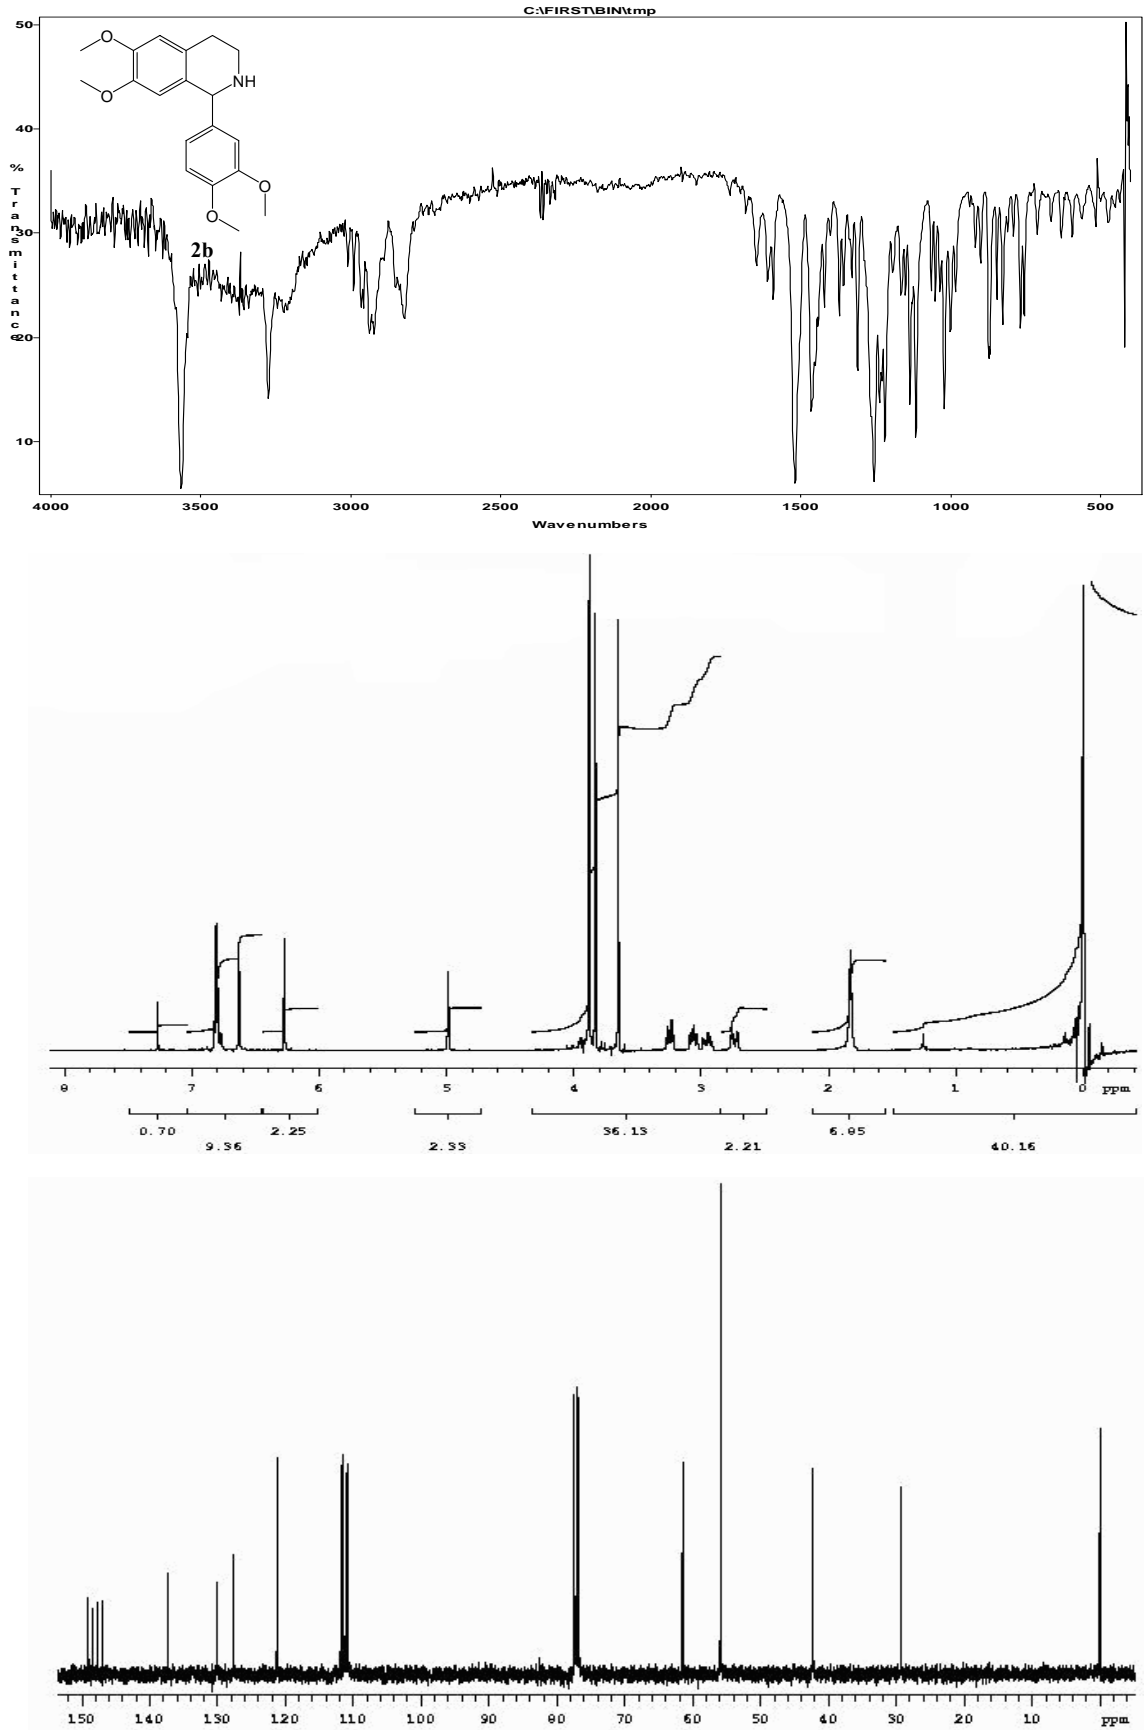 C:\FIRST\BIN\tmp
50
40
30
20
10
% Transmittance
O
O
NH
O
O
2b
4000 3500 3000 2500 2000 1500 1000 500
Wavenumbers
8 7 6 5 4 3 2 1 0 ppm
0.70 2.25 2.33 36.13 6.85
9.36 2.21 40.16
150 140 130 120 110 100 90 80 70 60 50 40 30 20 10 ppm